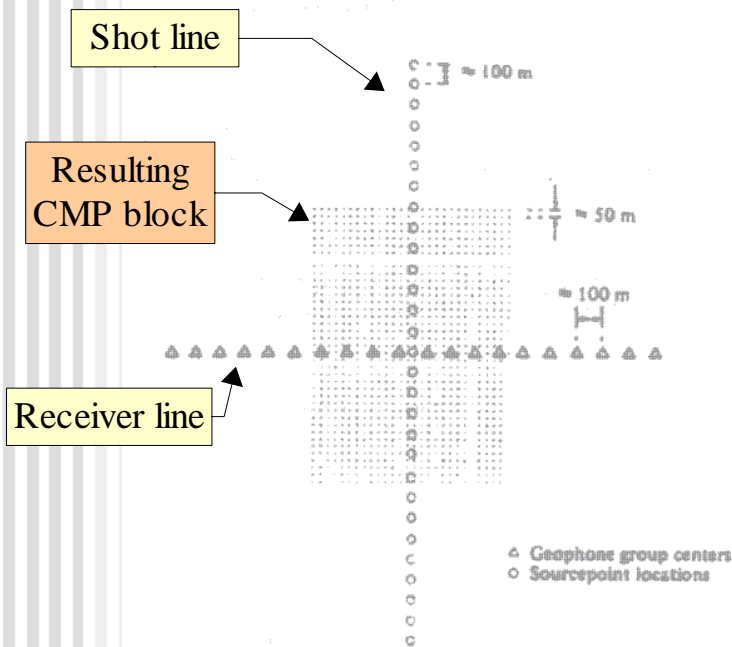 Shot line
≈ 100 m
Resulting
CMP block
≈ 50 m
≈ 100 m
Receiver line
Geophone group centers
Sourcepoint locations